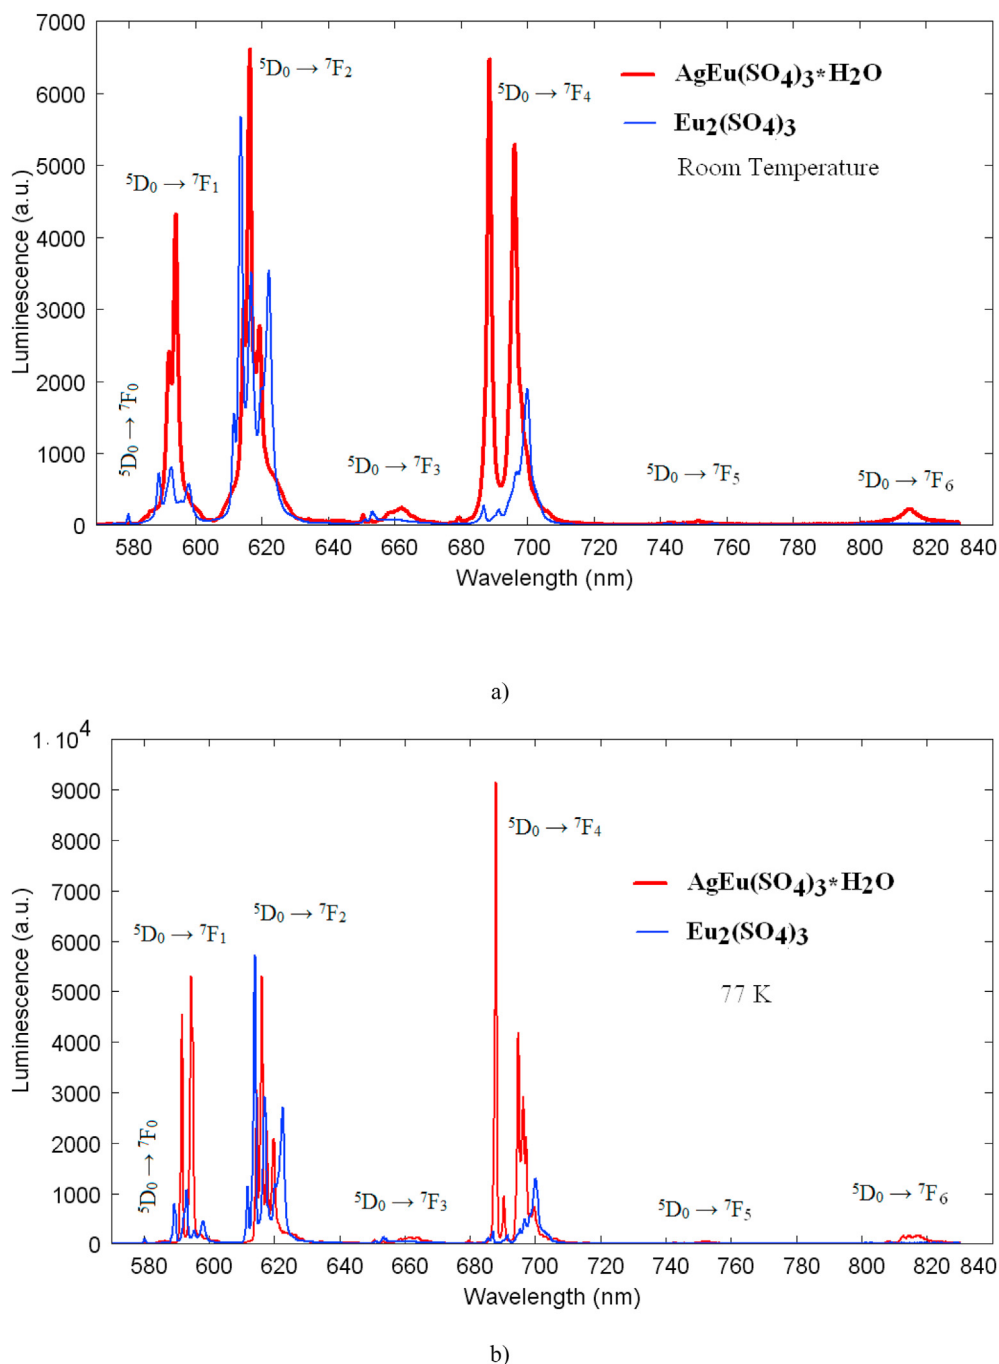 7000
6000
5000
4000
3000
2000
1000
0
Luminescence (a.u.)
⁵D₀ → ⁷F₀
⁵D₀ → ⁷F₁
⁵D₀ → ⁷F₂
⁵D₀ → ⁷F₃
⁵D₀ → ⁷F₄
⁵D₀ → ⁷F₅
⁵D₀ → ⁷F₆
AgEu(SO₄)₃*H2O
Eu₂(SO₄)₃
Room Temperature
580 600 620 640 660 680 700 720 740 760 780 800 820 840
Wavelength (nm)
a)
1·10⁴
9000
8000
7000
6000
5000
4000
3000
2000
1000
0
Luminescence (a.u.)
⁵D₀ → ⁷F₀
⁵D₀ → ⁷F₁
⁵D₀ → ⁷F₂
⁵D₀ → ⁷F₃
⁵D₀ → ⁷F₄
⁵D₀ → ⁷F₅
⁵D₀ → ⁷F₆
AgEu(SO₄)₃*H2O
Eu₂(SO₄)₃
77 K
580 600 620 640 660 680 700 720 740 760 780 800 820 840
Wavelength (nm)
b)